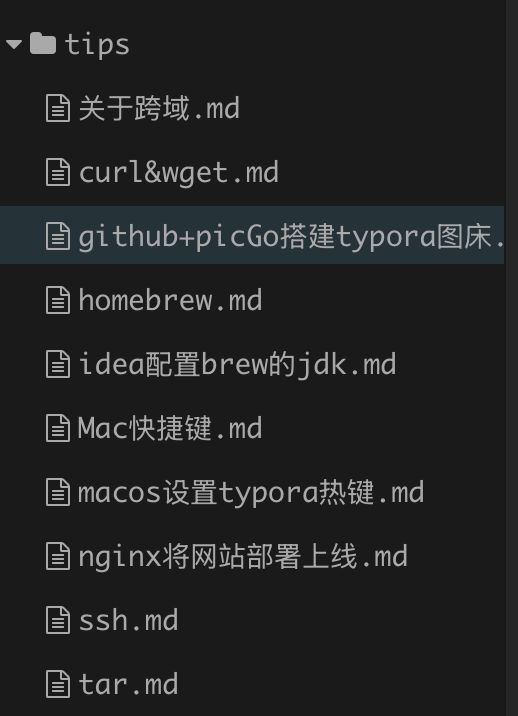 tips
关于跨域.md
curl&wget.md
github+picGo搭建typora图床.
homebrew.md
idea配置brew的jdk.md
Mac快捷键.md
macos设置typora热键.md
nginx将网站部署上线.md
ssh.md
tar.md